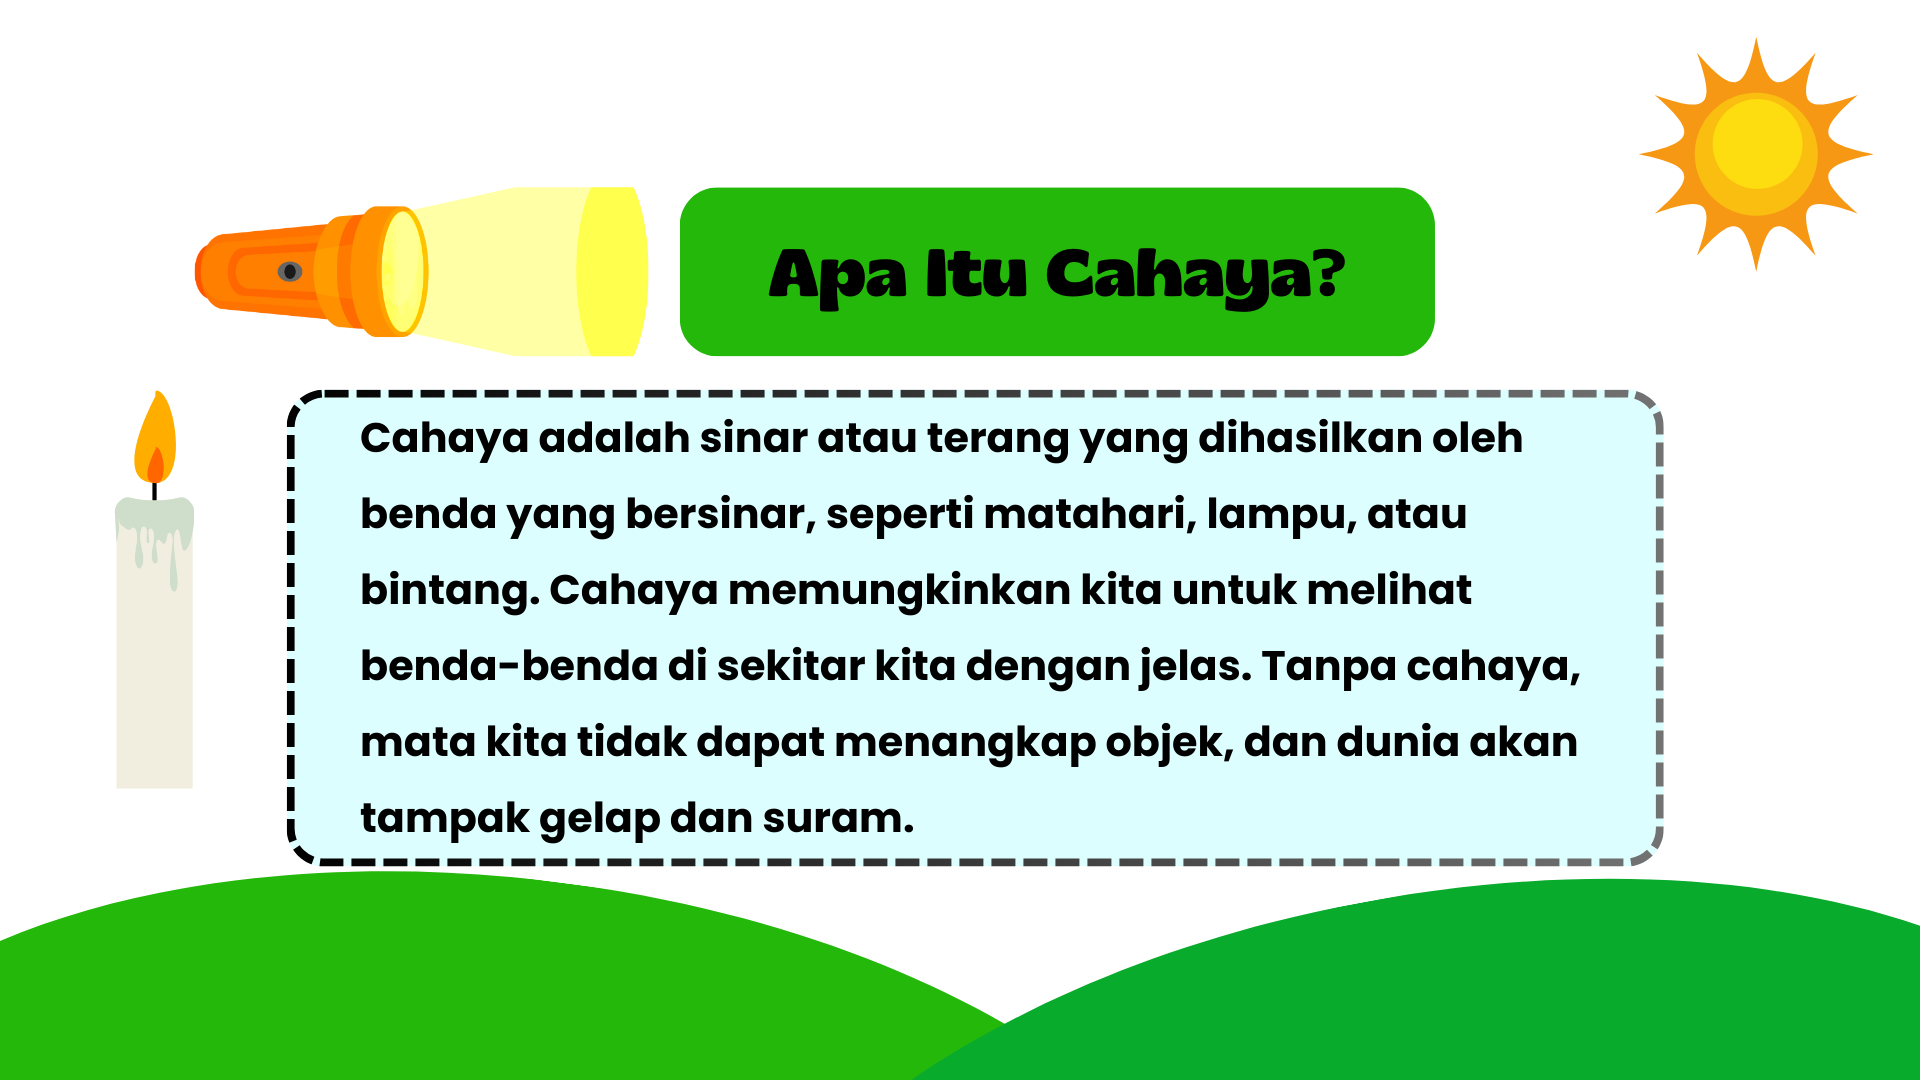 Apa Itu Cahaya?
Cahaya adalah sinar atau terang yang dihasilkan oleh
benda yang bersinar, seperti matahari, lampu, atau
bintang. Cahaya memungkinkan kita untuk melihat
benda-benda di sekitar kita dengan jelas. Tanpa cahaya,
mata kita tidak dapat menangkap objek, dan dunia akan
tampak gelap dan suram.